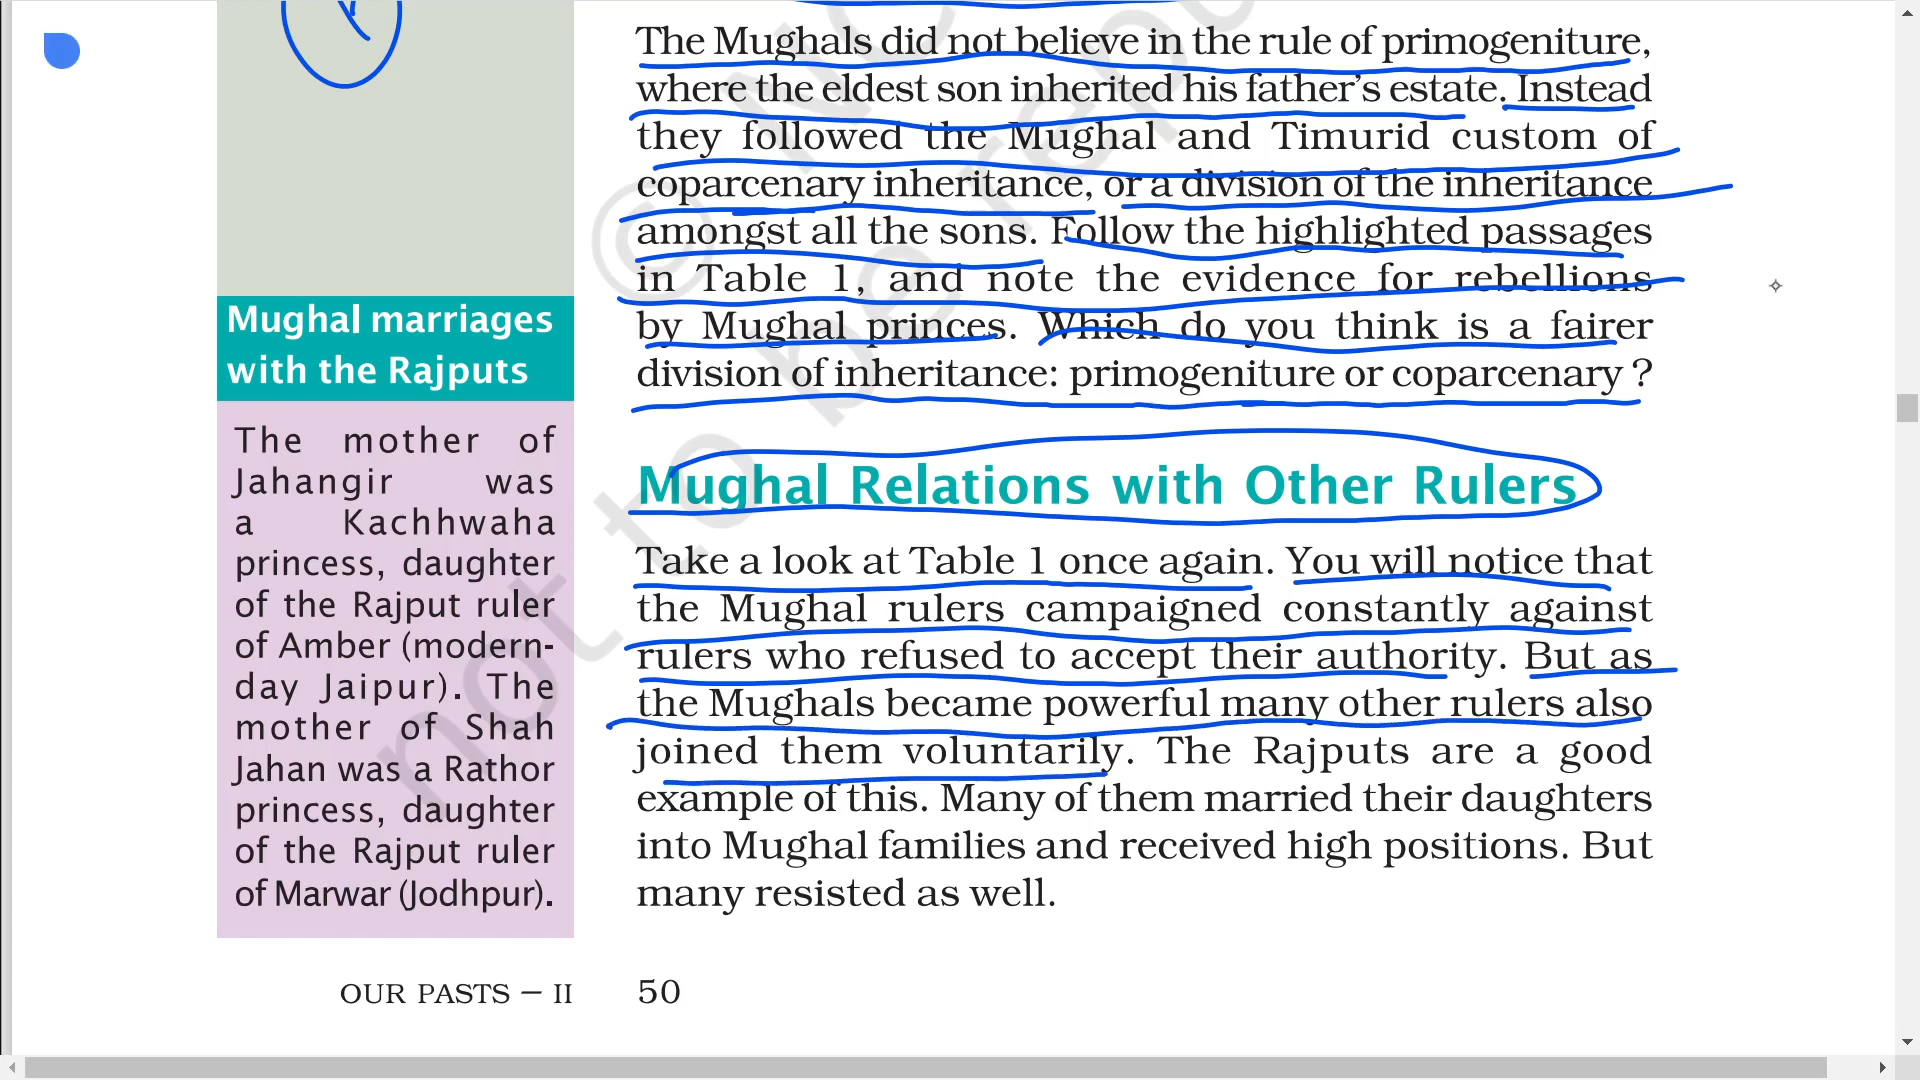 The Mughals did not believe in the rule of primogeniture,
where the eldest son inherited his father's estate. Instead
they followed the Mughal and Timurid custom of
coparcenary inheritance, or a division of the inheritance
amongst all the sons. Follow the highlighted passages
in Table 1, and note the evidence for rebellions
by Mughal princes. Which do you think is a fairer
division of inheritance: primogeniture or coparcenary ?
Mughal marriages
with the Rajputs
The mother of
Jahangir was
a Kachhwaha
princess, daughter
of the Rajput ruler
of Amber (modern-
day Jaipur). The
mother of Shah
Jahan was a Rathor
princess, daughter
of the Rajput ruler
of Marwar (Jodhpur).
Mughal Relations with Other Rulers
Take a look at Table 1 once again. You will notice that
the Mughal rulers campaigned constantly against
rulers who refused to accept their authority. But as
the Mughals became powerful many other rulers also
joined them voluntarily. The Rajputs are a good
example of this. Many of them married their daughters
into Mughal families and received high positions. But
many resisted as well.
OUR PASTS – II 50
not to be rep
© NC